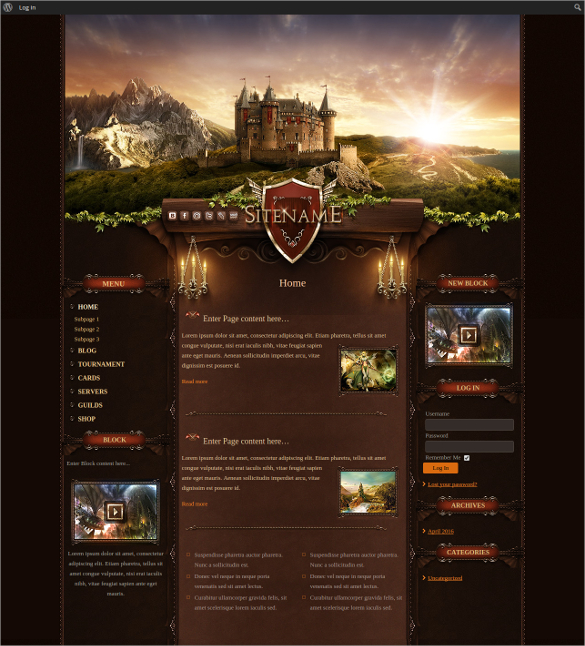 Log In
SITENAME
Home
MENU
HOME
Subpage 1
Subpage 2
Subpage 3
BLOG
TOURNAMENT
CARDS
SERVERS
GUILDS
SHOP
BLOCK
Enter Block content here...
Lorem ipsum dolor sit amet, consectetur
adipiscing elit. Etiam pharetra, tellus sit
amet congue vulputate, nisi erat iaculis
nibh, vitae feugiat sapien ante eget
mauris.
Enter Page content here…
Lorem ipsum dolor sit amet, consectetur adipiscing elit. Etiam pharetra, tellus sit amet
congue vulputate, nisi erat iaculis nibh, vitae feugiat sapien
ante eget mauris. Aenean sollicitudin imperdiet arcu, vitae
dignissim est posuere id.
Read more
Enter Page content here…
Lorem ipsum dolor sit amet, consectetur adipiscing elit. Etiam pharetra, tellus sit amet
congue vulputate, nisi erat iaculis nibh, vitae feugiat sapien
ante eget mauris. Aenean sollicitudin imperdiet arcu, vitae
dignissim est posuere id.
Read more
Suspendisse pharetra auctor pharetra.
Nunc a sollicitudin est.
Donec vel neque in neque porta
venenatis sed sit amet lectus.
Curabitur ullamcorper gravida felis, sit
amet scelerisque lorem iaculis sed.
Suspendisse pharetra auctor pharetra.
Nunc a sollicitudin est.
Donec vel neque in neque porta
venenatis sed sit amet lectus.
Curabitur ullamcorper gravida felis, sit
amet scelerisque lorem iaculis sed.
NEW BLOCK
LOG IN
Username
Password
Remember Me
Log In
Lost your password?
ARCHIVES
April 2016
CATEGORIES
Uncategorized